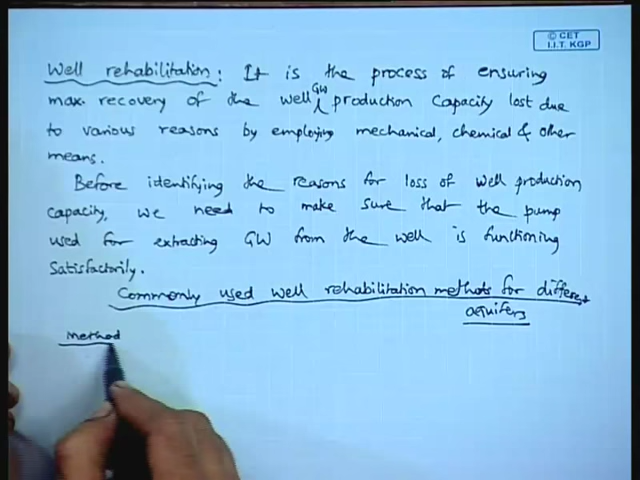 © CET
I.I.T. KGP
Well rehabilitation: It is the process of ensuring
max. recovery of the well GW production capacity lost due
to various reasons by employing mechanical, chemical & other
means.
Before identifying the reasons for loss of well production
capacity, we need to make sure that the pump
used for extracting GW from the well is functioning
satisfactorily.
Commonly used well rehabilitation methods for different
aquifers
Method